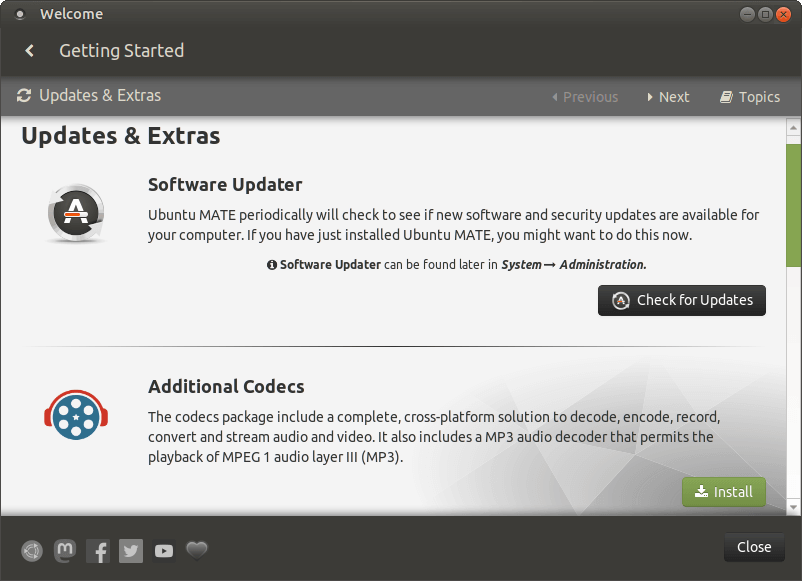 Welcome
Getting Started
Updates & Extras
Previous
Next
Topics
Updates & Extras
Software Updater
Ubuntu MATE periodically will check to see if new software and security updates are available for
your computer. If you have just installed Ubuntu MATE, you might want to do this now.
Software Updater can be found later in System → Administration.
Check for Updates
Additional Codecs
The codecs package include a complete, cross-platform solution to decode, encode, record,
convert and stream audio and video. It also includes a MP3 audio decoder that permits the
playback of MPEG 1 audio layer III (MP3).
Install
Close